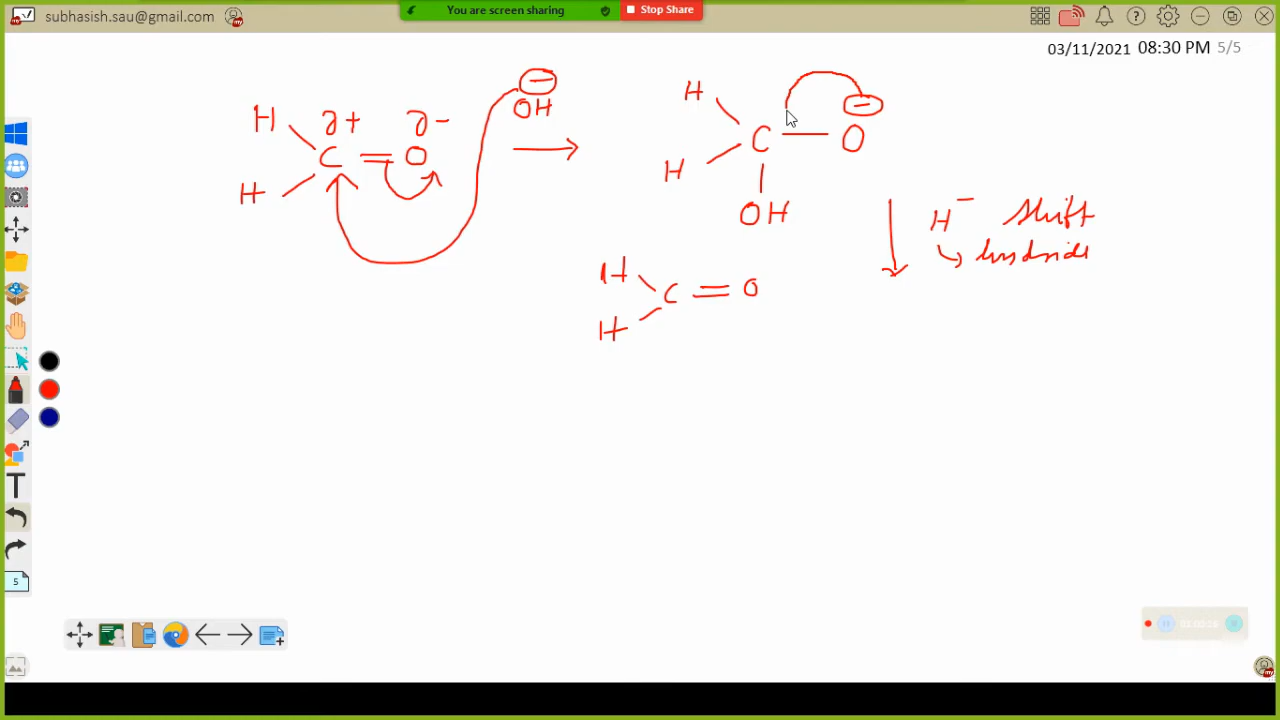 subhasish.sau@gmail.com
You are screen sharing
Stop Share
03/11/2021 08:30 PM 5/5
H
∂+ ∂-
C = O
H
⊖
OH
→
H
⊖
C — O
H
OH
H⁻ shift
↳ hydride
H
C = O
H
T
5